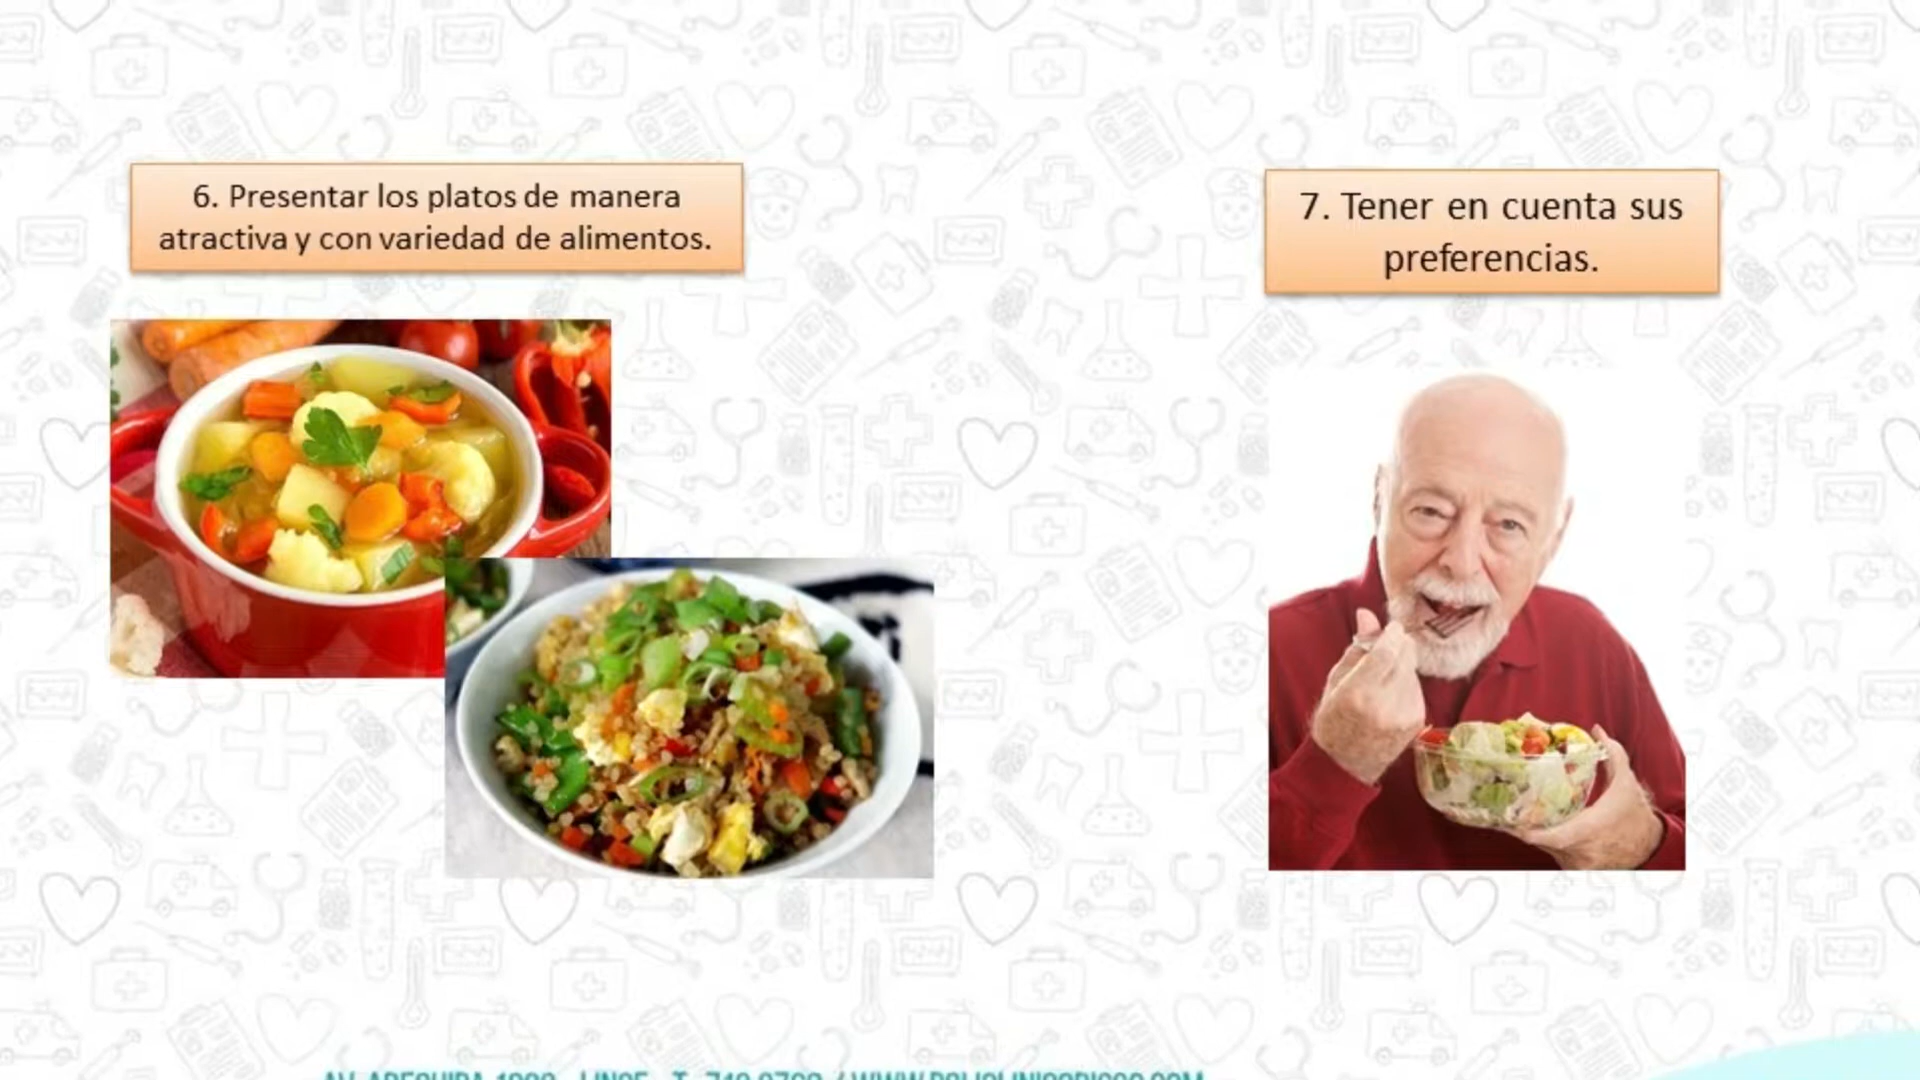 6. Presentar los platos de manera
atractiva y con variedad de alimentos.
7. Tener en cuenta sus
preferencias.